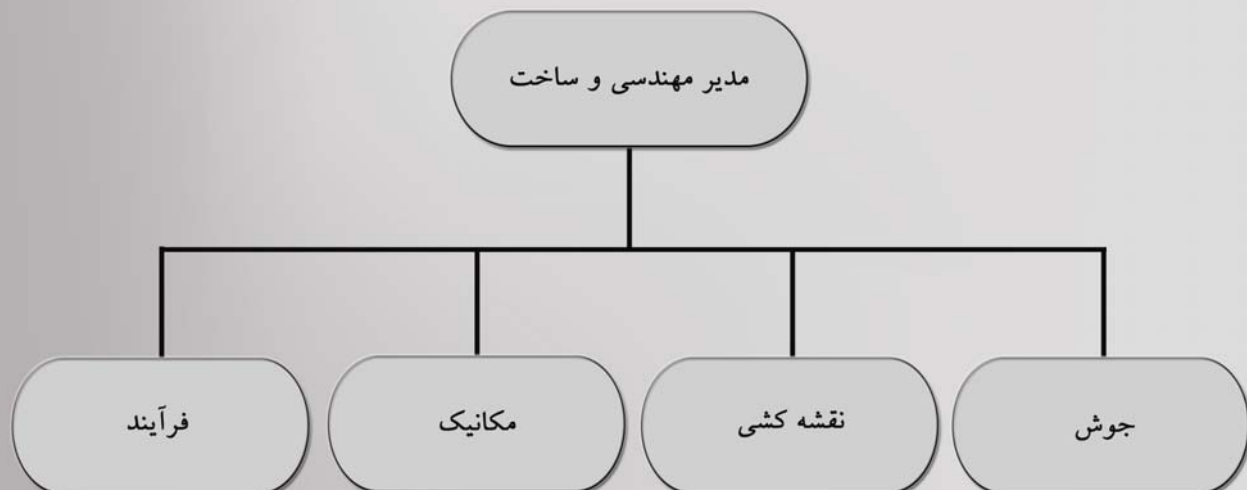 مدیر مهندسی و ساخت
جوش
نقشه کشی
مکانیک
فرآیند